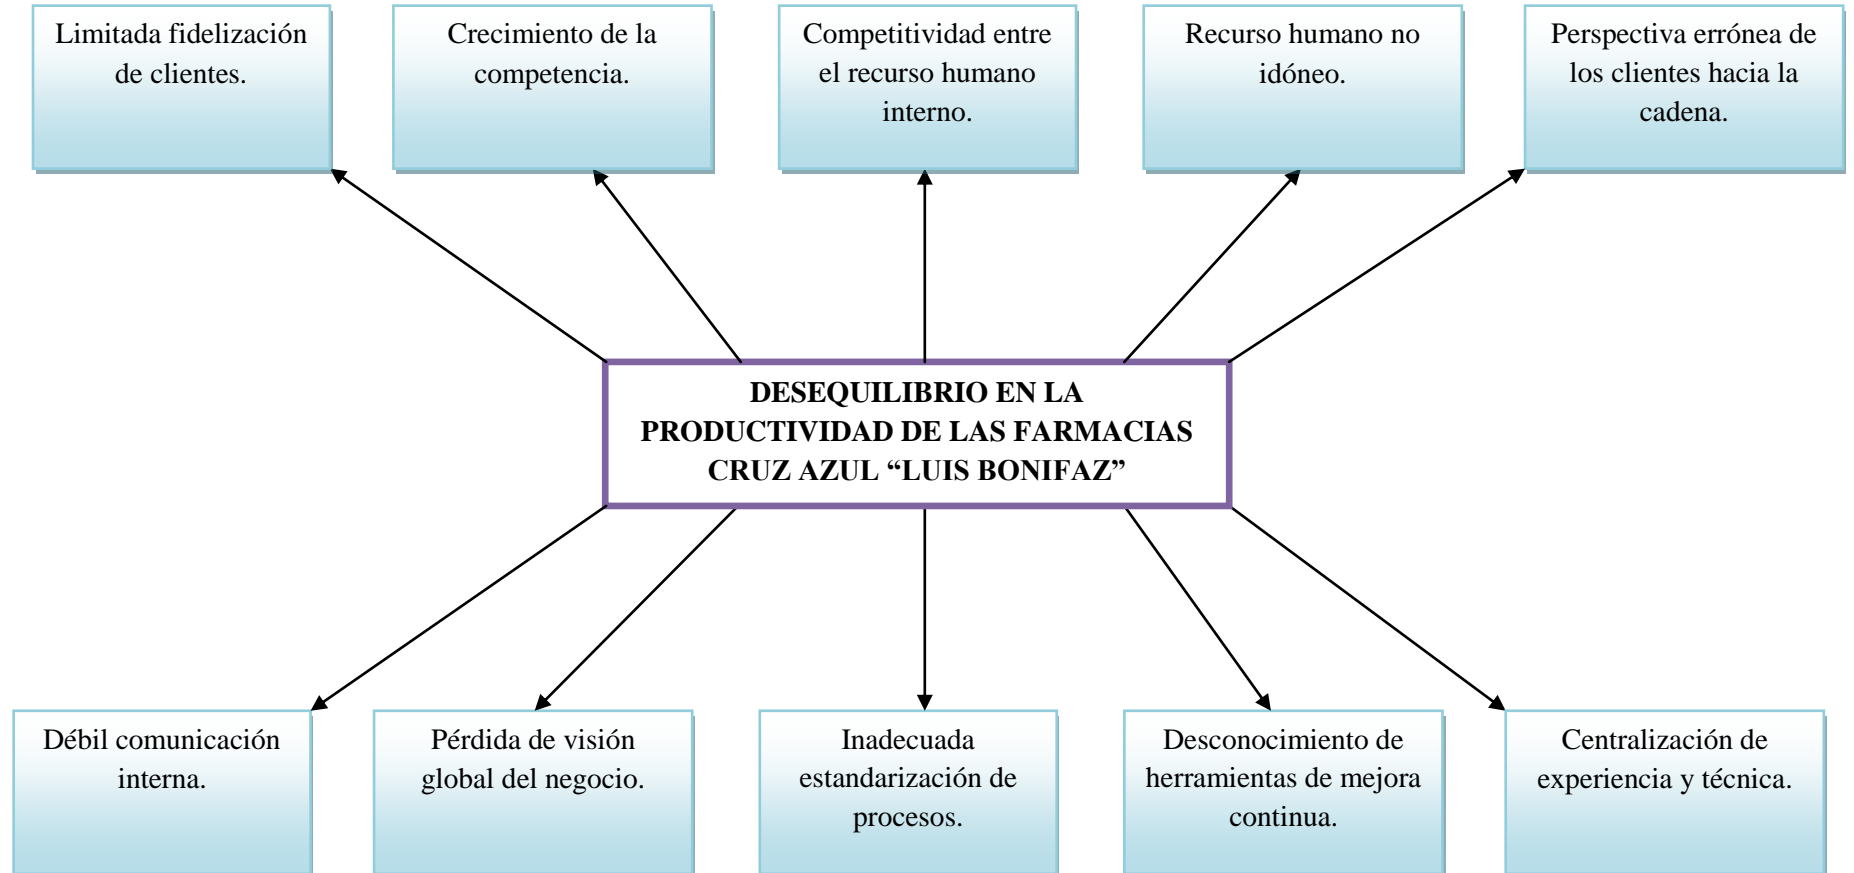 Limitada fidelización
de clientes.
Crecimiento de la
competencia.
Competitividad entre
el recurso humano
interno.
Recurso humano no
idóneo.
Perspectiva errónea de
los clientes hacia la
cadena.
DESEQUILIBRIO EN LA
PRODUCTIVIDAD DE LAS FARMACIAS
CRUZ AZUL “LUIS BONIFAZ”
Débil comunicación
interna.
Pérdida de visión
global del negocio.
Inadecuada
estandarización de
procesos.
Desconocimiento de
herramientas de mejora
continua.
Centralización de
experiencia y técnica.